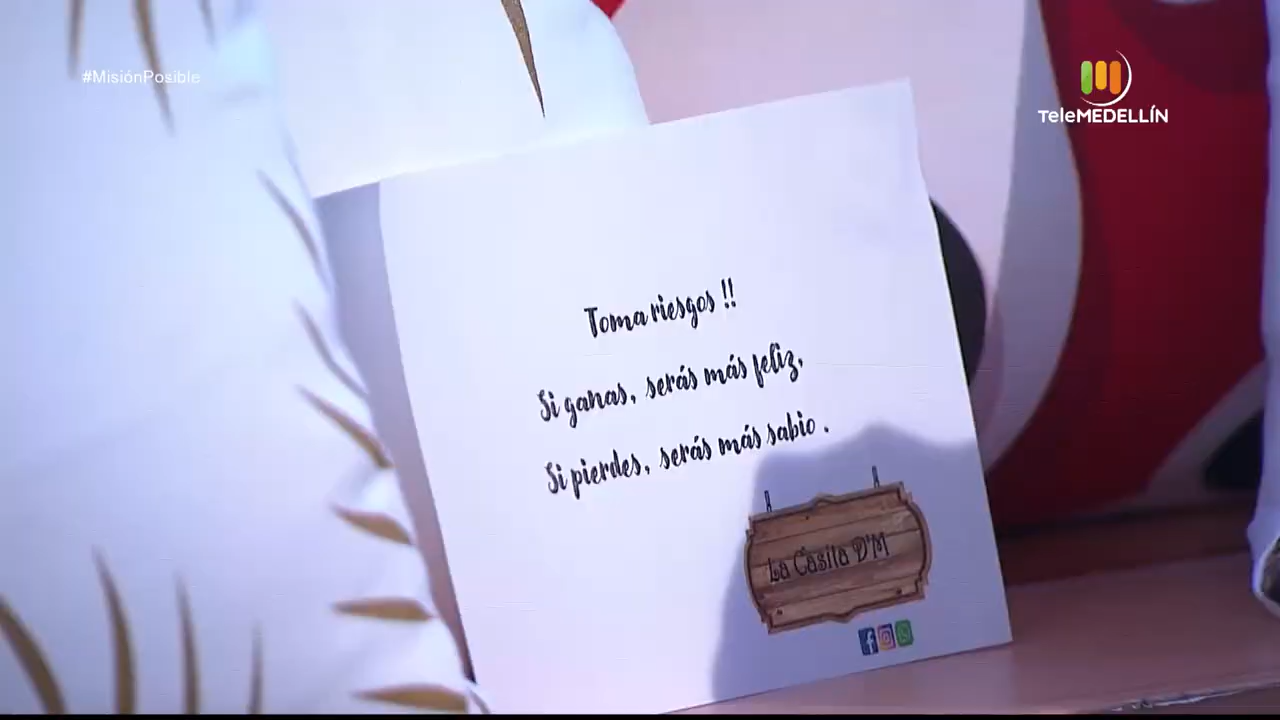 #MisiónPosible
TeleMEDELLÍN
Toma riesgos !!
Si ganas, serás más feliz,
Si pierdes, serás más sabio .
La Casita D'M